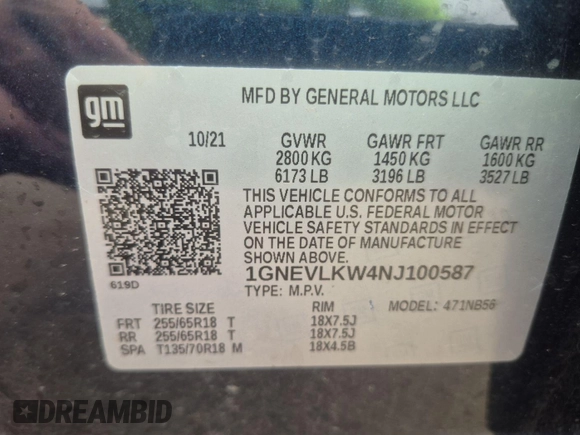 gm
MFD BY GENERAL MOTORS LLC
10/21 GVWR GAWR FRT GAWR RR
2800 KG 1450 KG 1600 KG
6173 LB 3196 LB 3527 LB
THIS VEHICLE CONFORMS TO ALL
APPLICABLE U.S. FEDERAL MOTOR
VEHICLE SAFETY STANDARDS IN EFFECT
ON THE DATE OF MANUFACTURE
SHOWN ABOVE.
1GNEVLKW4NJ100587
619D
TYPE: M.P.V. MODEL: 471NB56
TIRE SIZE RIM
FRT 255/65R18 T 18X7.5J
RR 255/65R18 T 18X7.5J
SPA T135/70R18 M 18X4.5B
DREAMBID